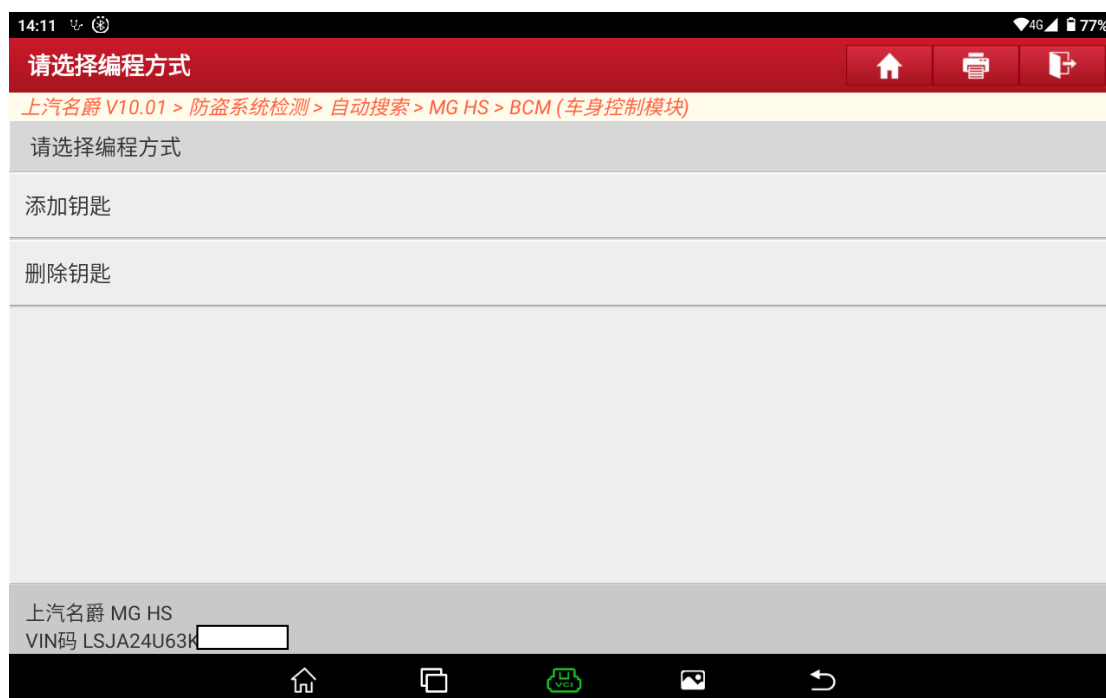 14:11 4G 77%
请选择编程方式
上汽名爵 V10.01 > 防盗系统检测 > 自动搜索 > MG HS > BCM (车身控制模块)
请选择编程方式
添加钥匙
删除钥匙
上汽名爵 MG HS
VIN码 LSJA24U63K
VCI